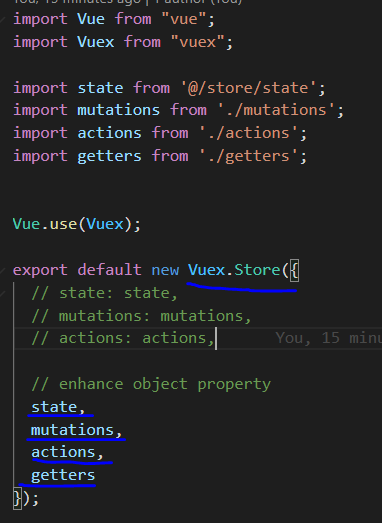 You, 15 minutes ago | 1 author (You)
import Vue from "vue";
import Vuex from "vuex";
import state from '@/store/state';
import mutations from './mutations';
import actions from './actions';
import getters from './getters';
Vue.use(Vuex);
export default new Vuex.Store({
// state: state,
// mutations: mutations,
// actions: actions, You, 15 minu
// enhance object property
state,
mutations,
actions,
getters
});